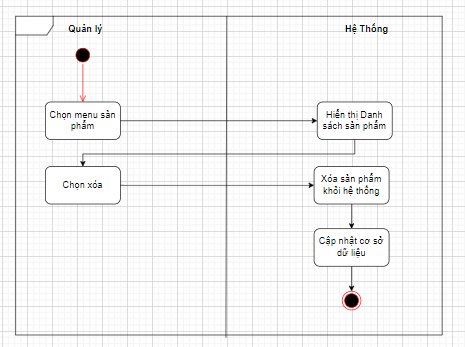 Quản lý
Hệ Thống
Chọn menu sản
phẩm
Hiển thị Danh
sách sản phẩm
Chọn xóa
Xóa sản phẩm
khỏi hệ thống
Cập nhật cơ sở
dữ liệu